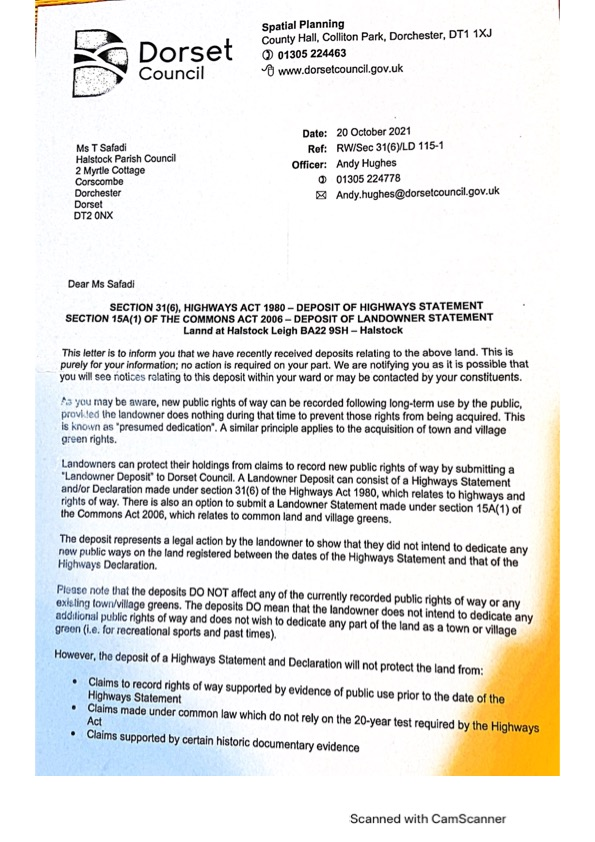 Dorset
Council
Spatial Planning
County Hall, Colliton Park, Dorchester, DT1 1XJ
01305 224463
www.dorsetcouncil.gov.uk
Date: 20 October 2021
Ref: RW/Sec 31(6)/LD 115-1
Officer: Andy Hughes
01305 224778
Andy.hughes@dorsetcouncil.gov.uk
Ms T Safadi
Halstock Parish Council
2 Myrtle Cottage
Corscombe
Dorchester
Dorset
DT2 0NX
Dear Ms Safadi
SECTION 31(6), HIGHWAYS ACT 1980 – DEPOSIT OF HIGHWAYS STATEMENT
SECTION 15A(1) OF THE COMMONS ACT 2006 – DEPOSIT OF LANDOWNER STATEMENT
Lannd at Halstock Leigh BA22 9SH – Halstock
This letter is to inform you that we have recently received deposits relating to the above land. This is
purely for your information; no action is required on your part. We are notifying you as it is possible that
you will see notices relating to this deposit within your ward or may be contacted by your constituents.
As you may be aware, new public rights of way can be recorded following long-term use by the public,
provided the landowner does nothing during that time to prevent those rights from being acquired. This
is known as "presumed dedication". A similar principle applies to the acquisition of town and village
green rights.
Landowners can protect their holdings from claims to record new public rights of way by submitting a
"Landowner Deposit" to Dorset Council. A Landowner Deposit can consist of a Highways Statement
and/or Declaration made under section 31(6) of the Highways Act 1980, which relates to highways and
rights of way. There is also an option to submit a Landowner Statement made under section 15A(1) of
the Commons Act 2006, which relates to common land and village greens.
The deposit represents a legal action by the landowner to show that they did not intend to dedicate any
new public ways on the land registered between the dates of the Highways Statement and that of the
Highways Declaration.
Please note that the deposits DO NOT affect any of the currently recorded public rights of way or any
existing town/village greens. The deposits DO mean that the landowner does not intend to dedicate any
additional public rights of way and does not wish to dedicate any part of the land as a town or village
green (i.e. for recreational sports and past times).
However, the deposit of a Highways Statement and Declaration will not protect the land from:
• Claims to record rights of way supported by evidence of public use prior to the date of the
Highways Statement
• Claims made under common law which do not rely on the 20-year test required by the Highways
Act
• Claims supported by certain historic documentary evidence
Scanned with CamScanner